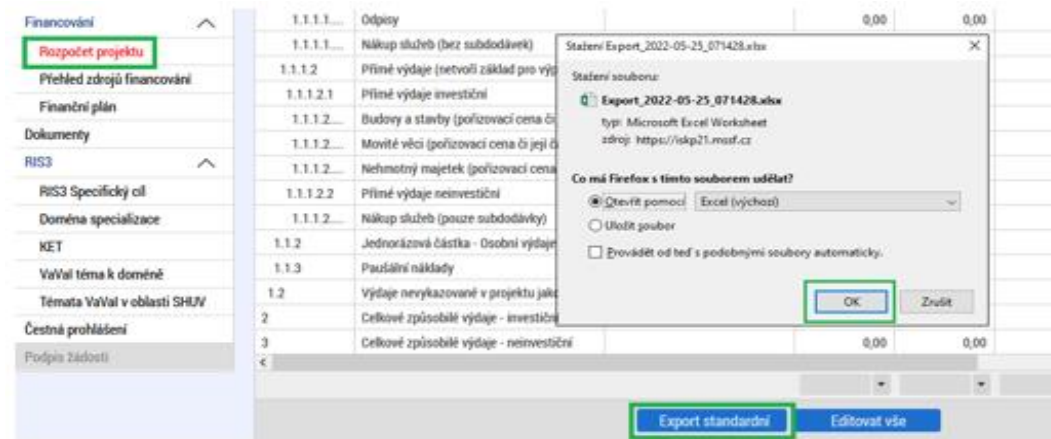 Financování
Rozpočet projektu
Přehled zdrojů financování
Finanční plán
Dokumenty
RIS3
RIS3 Specifický cíl
Doména specializace
KET
VaVaI téma k doméně
Témata VaVaI v oblasti SHUV
Čestná prohlášení
Podpis žádosti
1.1.1.1.... Odpisy 0,00 0,00
1.1.1.1.... Nákup služeb (bez subdodávek)
1.1.1.2 Přímé výdaje (netvoří základ pro výp
1.1.1.2.1 Přímé výdaje investiční
1.1.1.2.... Budovy a stavby (pořizovací cena či
1.1.1.2.... Movité věci (pořizovací cena či její č
1.1.1.2.... Nehmotný majetek (pořizovací cena
1.1.1.2.2 Přímé výdaje neinvestiční
1.1.1.2.... Nákup služeb (pouze subdodávky)
1.1.2 Jednorázová částka - Osobní výdaje
1.1.3 Paušální náklady
1.2 Výdaje nevykazované v projektu jako
2 Celkové způsobilé výdaje - investiční
3 Celkové způsobilé výdaje - neinvestiční 0,00 0,00
Stažení Export_2022-05-25_071428.xlsx
Stažení souboru:
Export_2022-05-25_071428.xlsx
typ: Microsoft Excel Worksheet
zdroj: https://iskp21.mssf.cz
Co má Firefox s tímto souborem udělat?
Otevřít pomocí Excel (výchozí)
Uložit soubor
Provádět od teď s podobnými soubory automaticky.
OK Zrušit
Export standardní Editovat vše